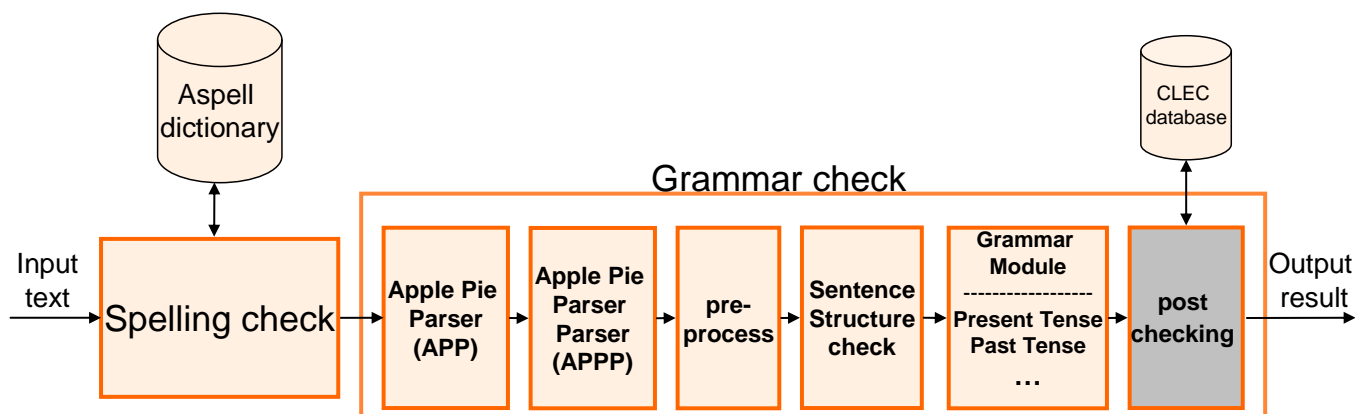 Aspell
dictionary
CLEC
database
Grammar check
Input
text
Spelling check
Apple Pie
Parser
(APP)
Apple Pie
Parser
Parser
(APPP)
pre-
process
Sentence
Structure
check
Grammar
Module
-------------------
Present Tense
Past Tense
...
post
checking
Output
result